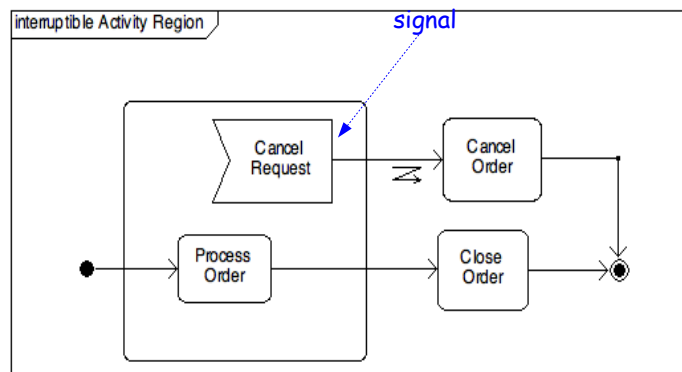 interruptible Activity Region
signal
Cancel
Request
Cancel
Order
Process
Order
Close
Order